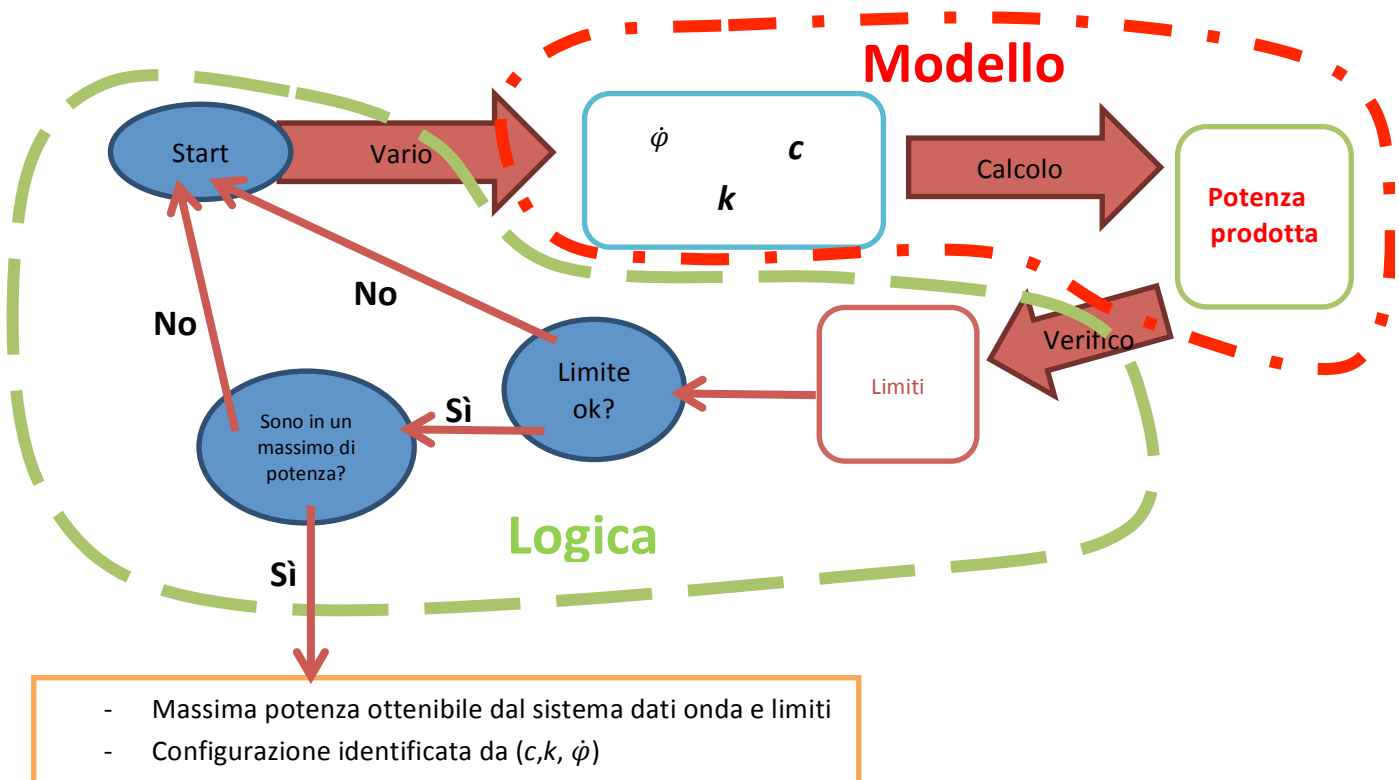 Modello
Start
Vario
φ̇
c
k
Calcolo
Potenza
prodotta
No
No
Verifico
Limiti
Limite
ok?
Sì
Sono in un
massimo di
potenza?
Logica
Sì
- Massima potenza ottenibile dal sistema dati onda e limiti
- Configurazione identificata da (c,k, φ̇)